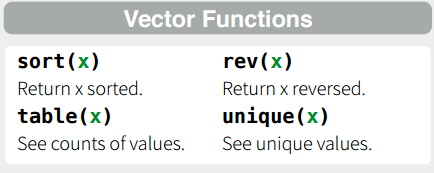 Vector Functions
sort(x) rev(x)
Return x sorted. Return x reversed.
table(x) unique(x)
See counts of values. See unique values.